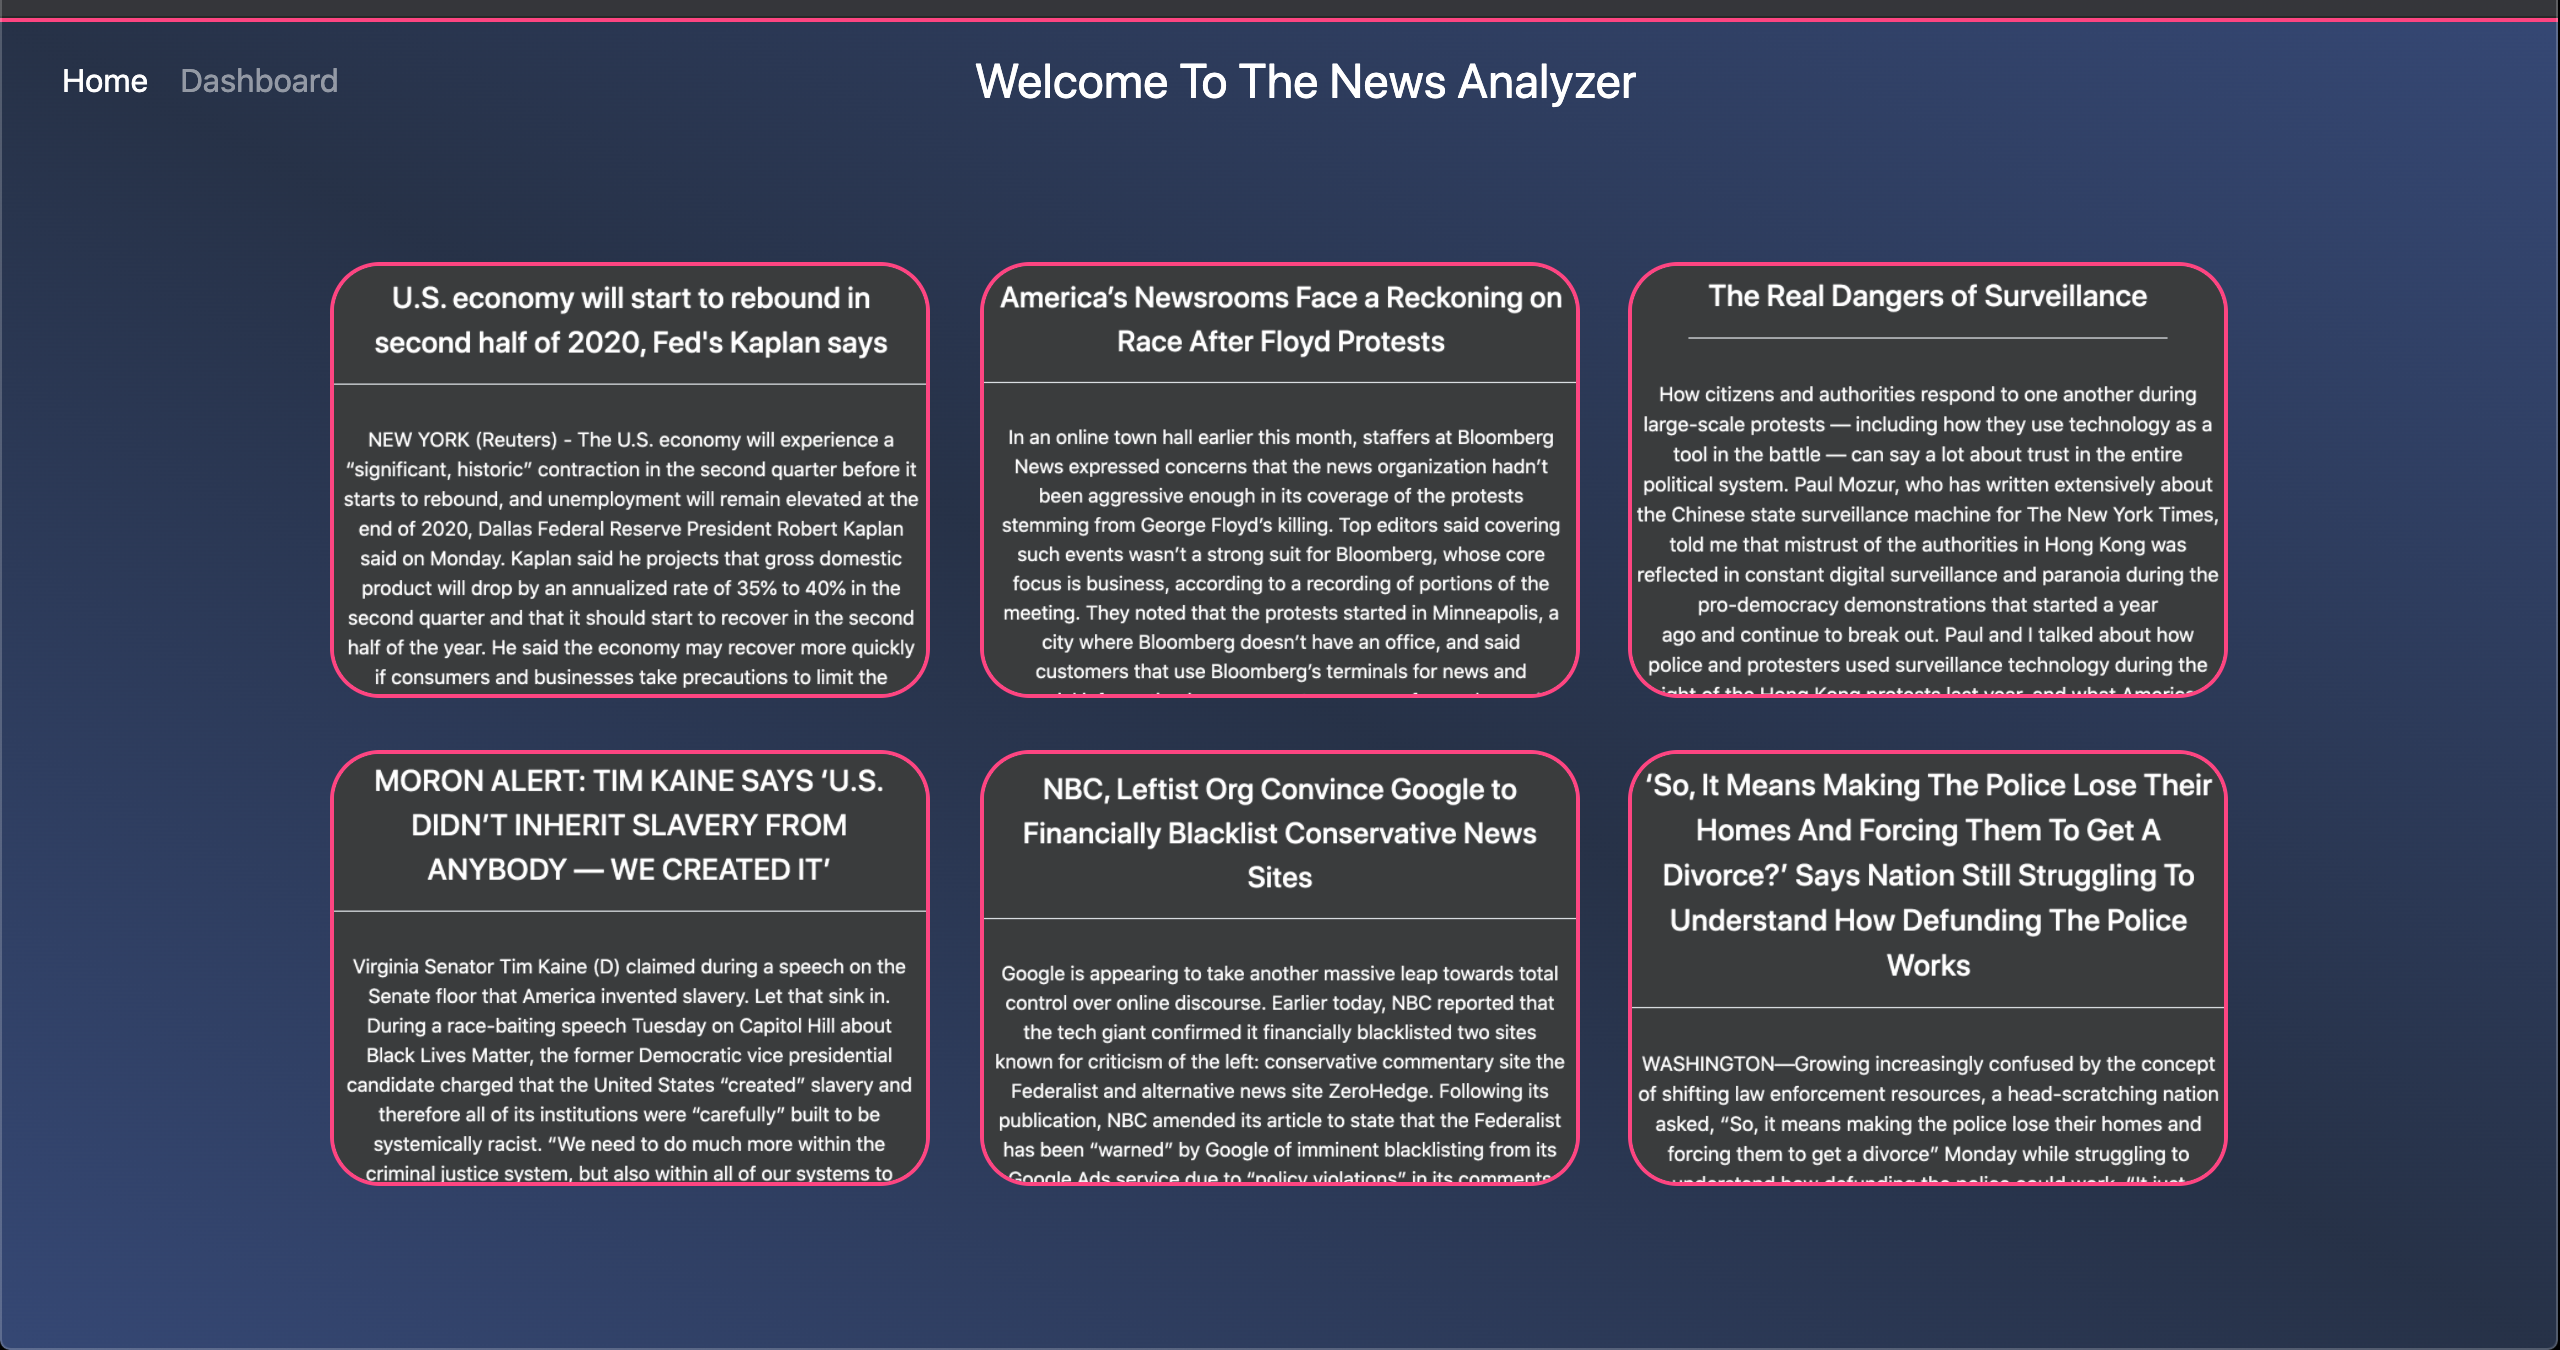 Home Dashboard
Welcome To The News Analyzer
U.S. economy will start to rebound in
second half of 2020, Fed's Kaplan says
NEW YORK (Reuters) - The U.S. economy will experience a
“significant, historic” contraction in the second quarter before it
starts to rebound, and unemployment will remain elevated at the
end of 2020, Dallas Federal Reserve President Robert Kaplan
said on Monday. Kaplan said he projects that gross domestic
product will drop by an annualized rate of 35% to 40% in the
second quarter and that it should start to recover in the second
half of the year. He said the economy may recover more quickly
if consumers and businesses take precautions to limit the
America’s Newsrooms Face a Reckoning on
Race After Floyd Protests
In an online town hall earlier this month, staffers at Bloomberg
News expressed concerns that the news organization hadn’t
been aggressive enough in its coverage of the protests
stemming from George Floyd’s killing. Top editors said covering
such events wasn’t a strong suit for Bloomberg, whose core
focus is business, according to a recording of portions of the
meeting. They noted that the protests started in Minneapolis, a
city where Bloomberg doesn’t have an office, and said
customers that use Bloomberg’s terminals for news and
The Real Dangers of Surveillance
How citizens and authorities respond to one another during
large-scale protests — including how they use technology as a
tool in the battle — can say a lot about trust in the entire
political system. Paul Mozur, who has written extensively about
the Chinese state surveillance machine for The New York Times,
told me that mistrust of the authorities in Hong Kong was
reflected in constant digital surveillance and paranoia during the
pro-democracy demonstrations that started a year
ago and continue to break out. Paul and I talked about how
police and protesters used surveillance technology during the
of the Hong Kong protests last year, and what
MORON ALERT: TIM KAINE SAYS ‘U.S.
DIDN’T INHERIT SLAVERY FROM
ANYBODY — WE CREATED IT’
Virginia Senator Tim Kaine (D) claimed during a speech on the
Senate floor that America invented slavery. Let that sink in.
During a race-baiting speech Tuesday on Capitol Hill about
Black Lives Matter, the former Democratic vice presidential
candidate charged that the United States “created” slavery and
therefore all of its institutions were “carefully” built to be
systemically racist. “We need to do much more within the
criminal justice system, but also within all of our systems to
NBC, Leftist Org Convince Google to
Financially Blacklist Conservative News
Sites
Google is appearing to take another massive leap towards total
control over online discourse. Earlier today, NBC reported that
the tech giant confirmed it financially blacklisted two sites
known for criticism of the left: conservative commentary site the
Federalist and alternative news site ZeroHedge. Following its
publication, NBC amended its article to state that the Federalist
has been “warned” by Google of imminent blacklisting from its
Google Ads service due to “policy violations” in its comments
‘So, It Means Making The Police Lose Their
Homes And Forcing Them To Get A
Divorce?’ Says Nation Still Struggling To
Understand How Defunding The Police
Works
WASHINGTON—Growing increasingly confused by the concept
of shifting law enforcement resources, a head-scratching nation
asked, “So, it means making the police lose their homes and
forcing them to get a divorce” Monday while struggling to
understand how defunding the police could work. “It just